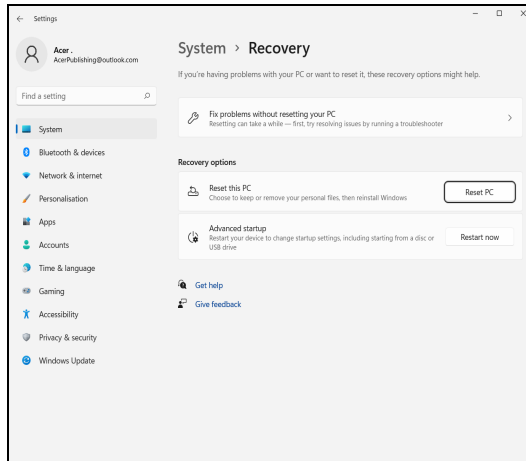 Settings
Acer .
AcerPublishing@outlook.com
Find a setting
System
Bluetooth & devices
Network & internet
Personalisation
Apps
Accounts
Time & language
Gaming
Accessibility
Privacy & security
Windows Update
System > Recovery
If you're having problems with your PC or want to reset it, these recovery options might help.
Fix problems without resetting your PC
Resetting can take a while — first, try resolving issues by running a troubleshooter
Recovery options
Reset this PC
Choose to keep or remove your personal files, then reinstall Windows
Reset PC
Advanced startup
Restart your device to change startup settings, including starting from a disc or
USB drive
Restart now
Get help
Give feedback